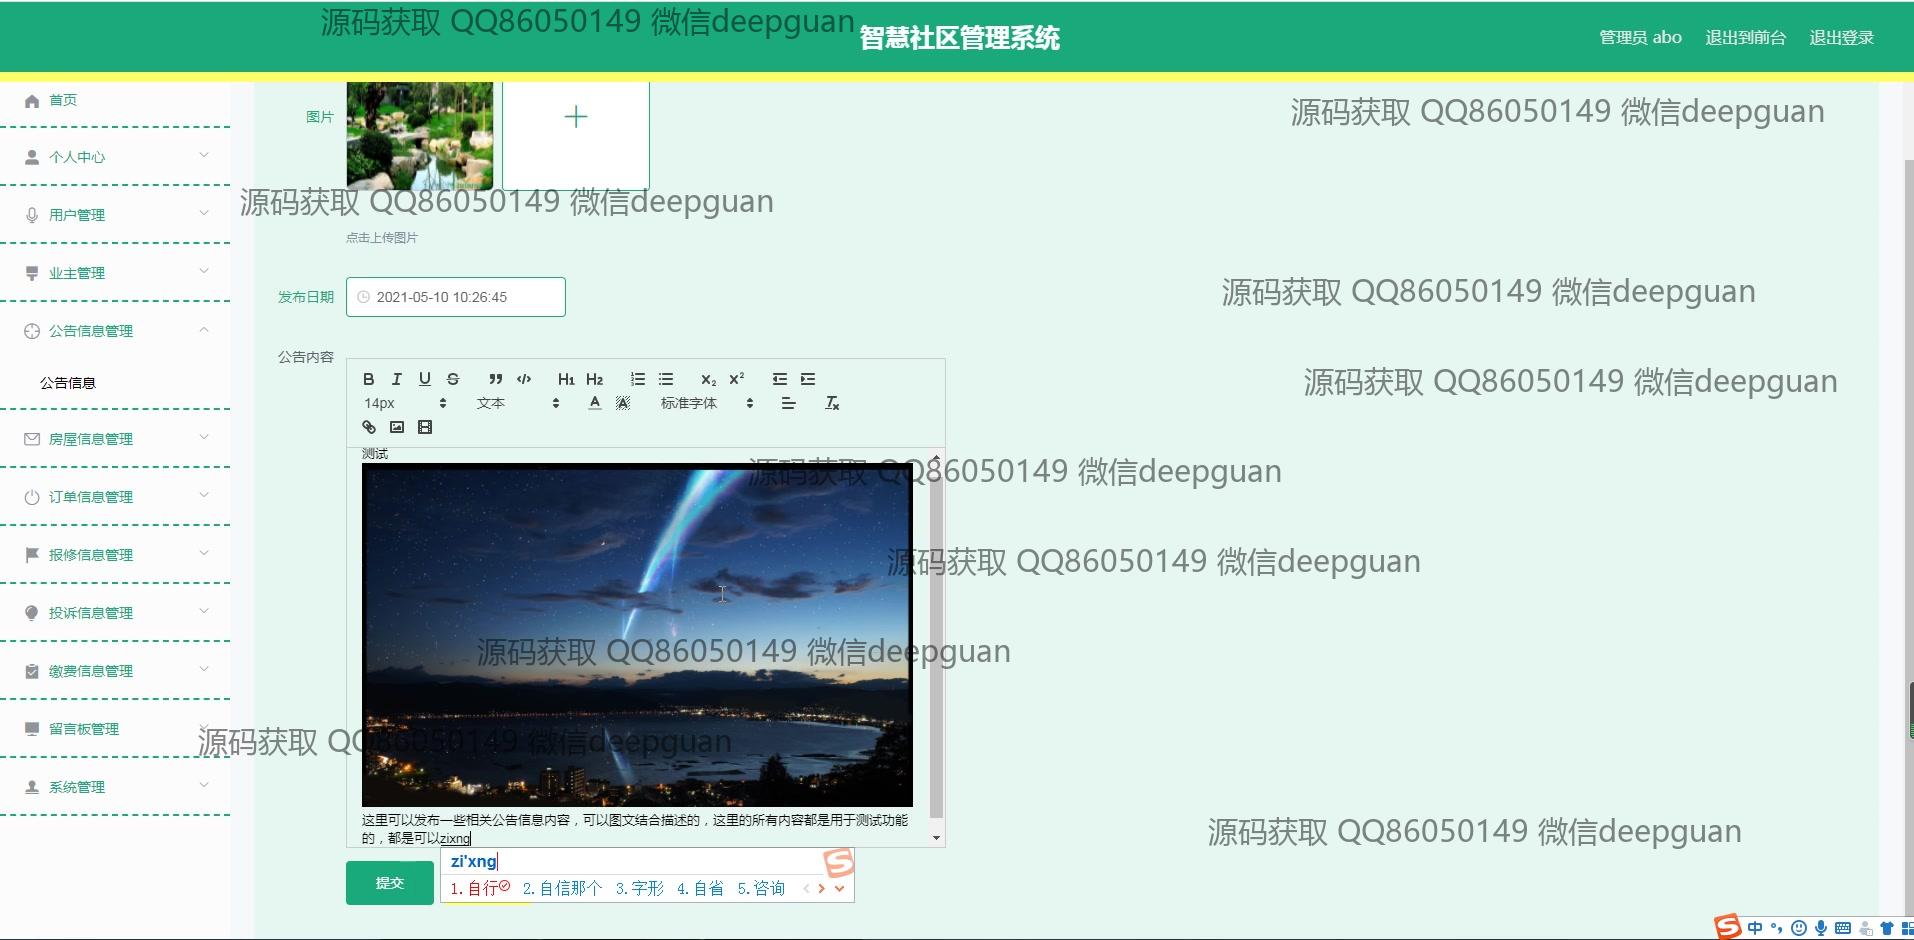 源码获取 QQ86050149 微信deepguan
智慧社区管理系统
管理员 abo 退出到前台 退出登录
首页
个人中心
用户管理
业主管理
公告信息管理
公告信息
房屋信息管理
订单信息管理
报修信息管理
投诉信息管理
缴费信息管理
留言板管理
系统管理
图片
源码获取 QQ86050149 微信deepguan
源码获取 QQ86050149 微信deepguan
点击上传图片
发布日期 2021-05-10 10:26:45
源码获取 QQ86050149 微信deepguan
公告内容
B I U S H1 H2 X2 X2
14px 文本 A A 标准字体 Tx
源码获取 QQ86050149 微信deepguan
测试
源码获取 QQ86050149 微信deepguan
源码获取 QQ86050149 微信deepguan
源码获取 QQ86050149 微信deepguan
源码获取 QQ86050149 微信deepguan
这里可以发布一些相关公告信息内容，可以图文结合描述的，这里的所有内容都是用于测试功能
的，都是可以zixng
源码获取 QQ86050149 微信deepguan
zi'xng
1.自行 2.自信那个 3.字形 4.自省 5.咨询
提交
S
S 中